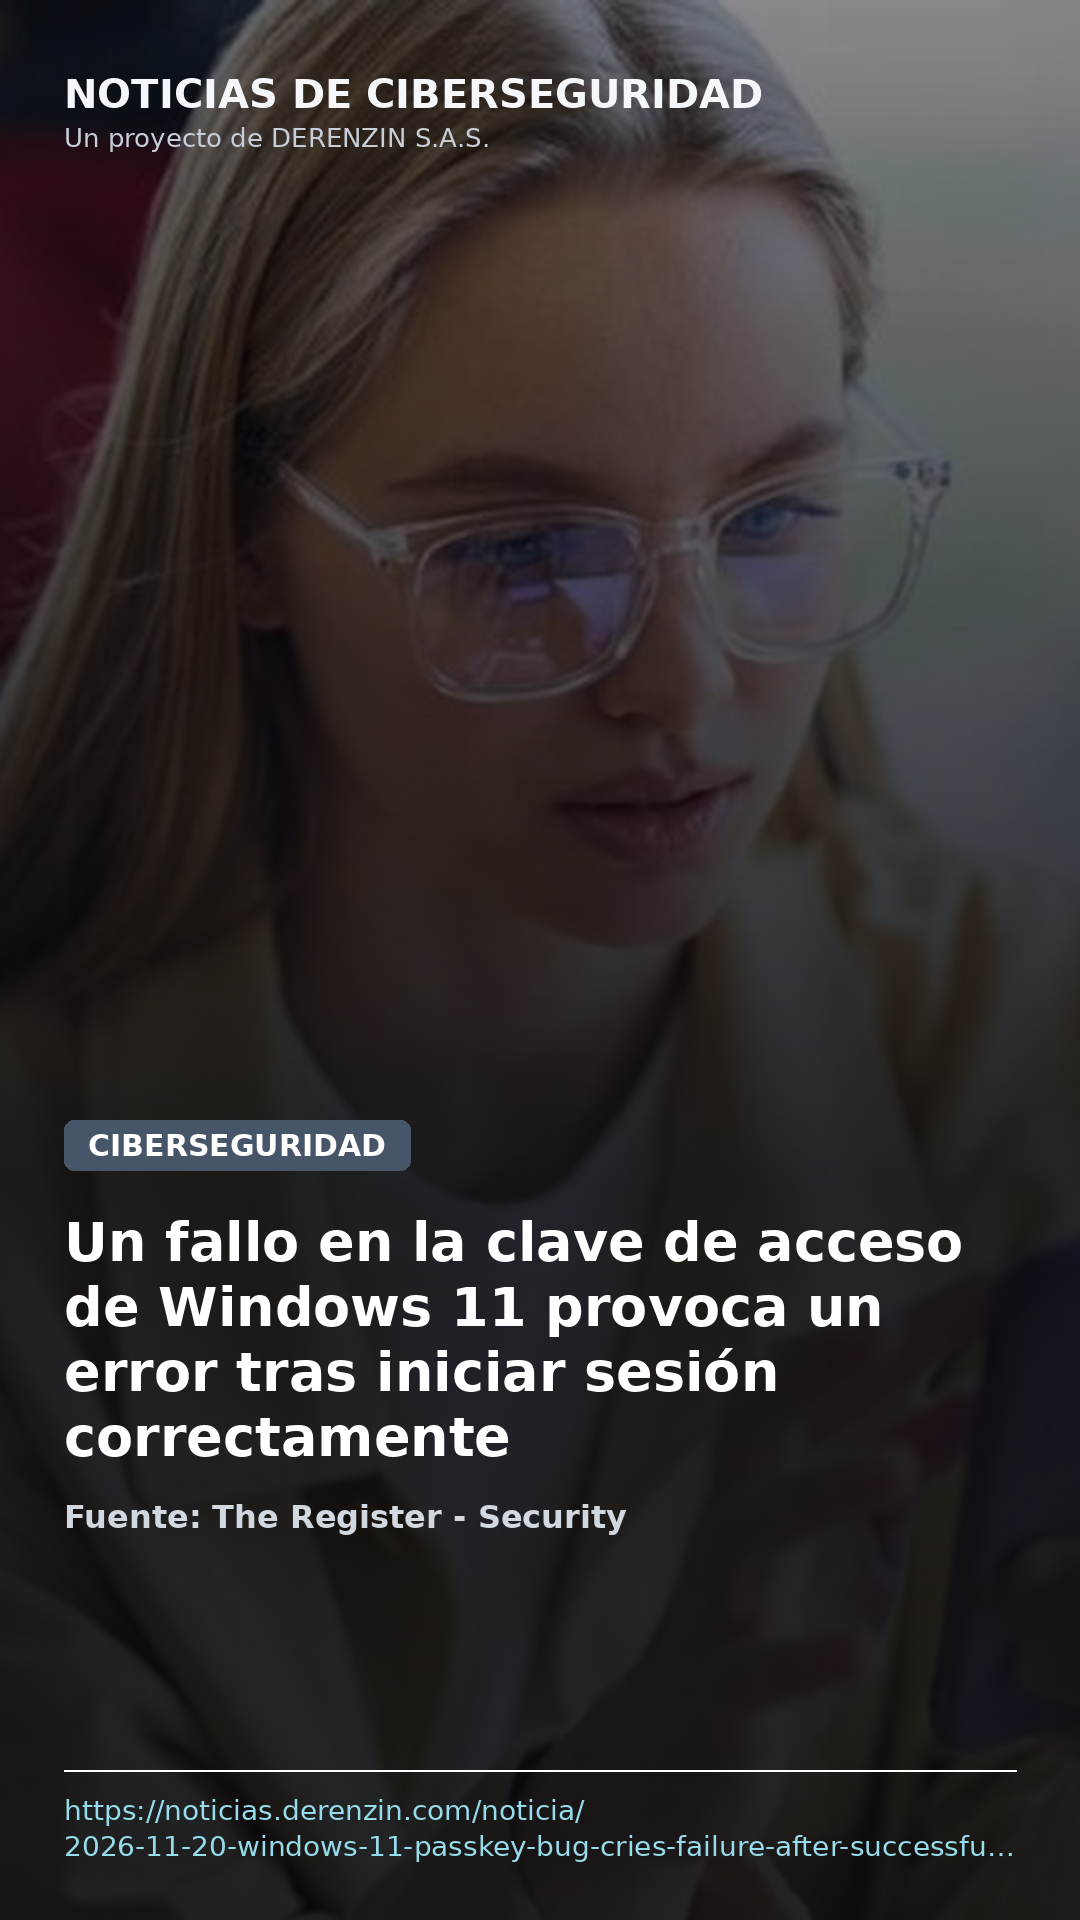 NOTICIAS DE CIBERSEGURIDAD
Un proyecto de DERENZIN S.A.S.
CIBERSEGURIDAD
Un fallo en la clave de acceso
de Windows 11 provoca un
error tras iniciar sesión
correctamente
Fuente: The Register - Security
https://noticias.derenzin.com/noticia/
2026-11-20-windows-11-passkey-bug-cries-failure-after-successfu...